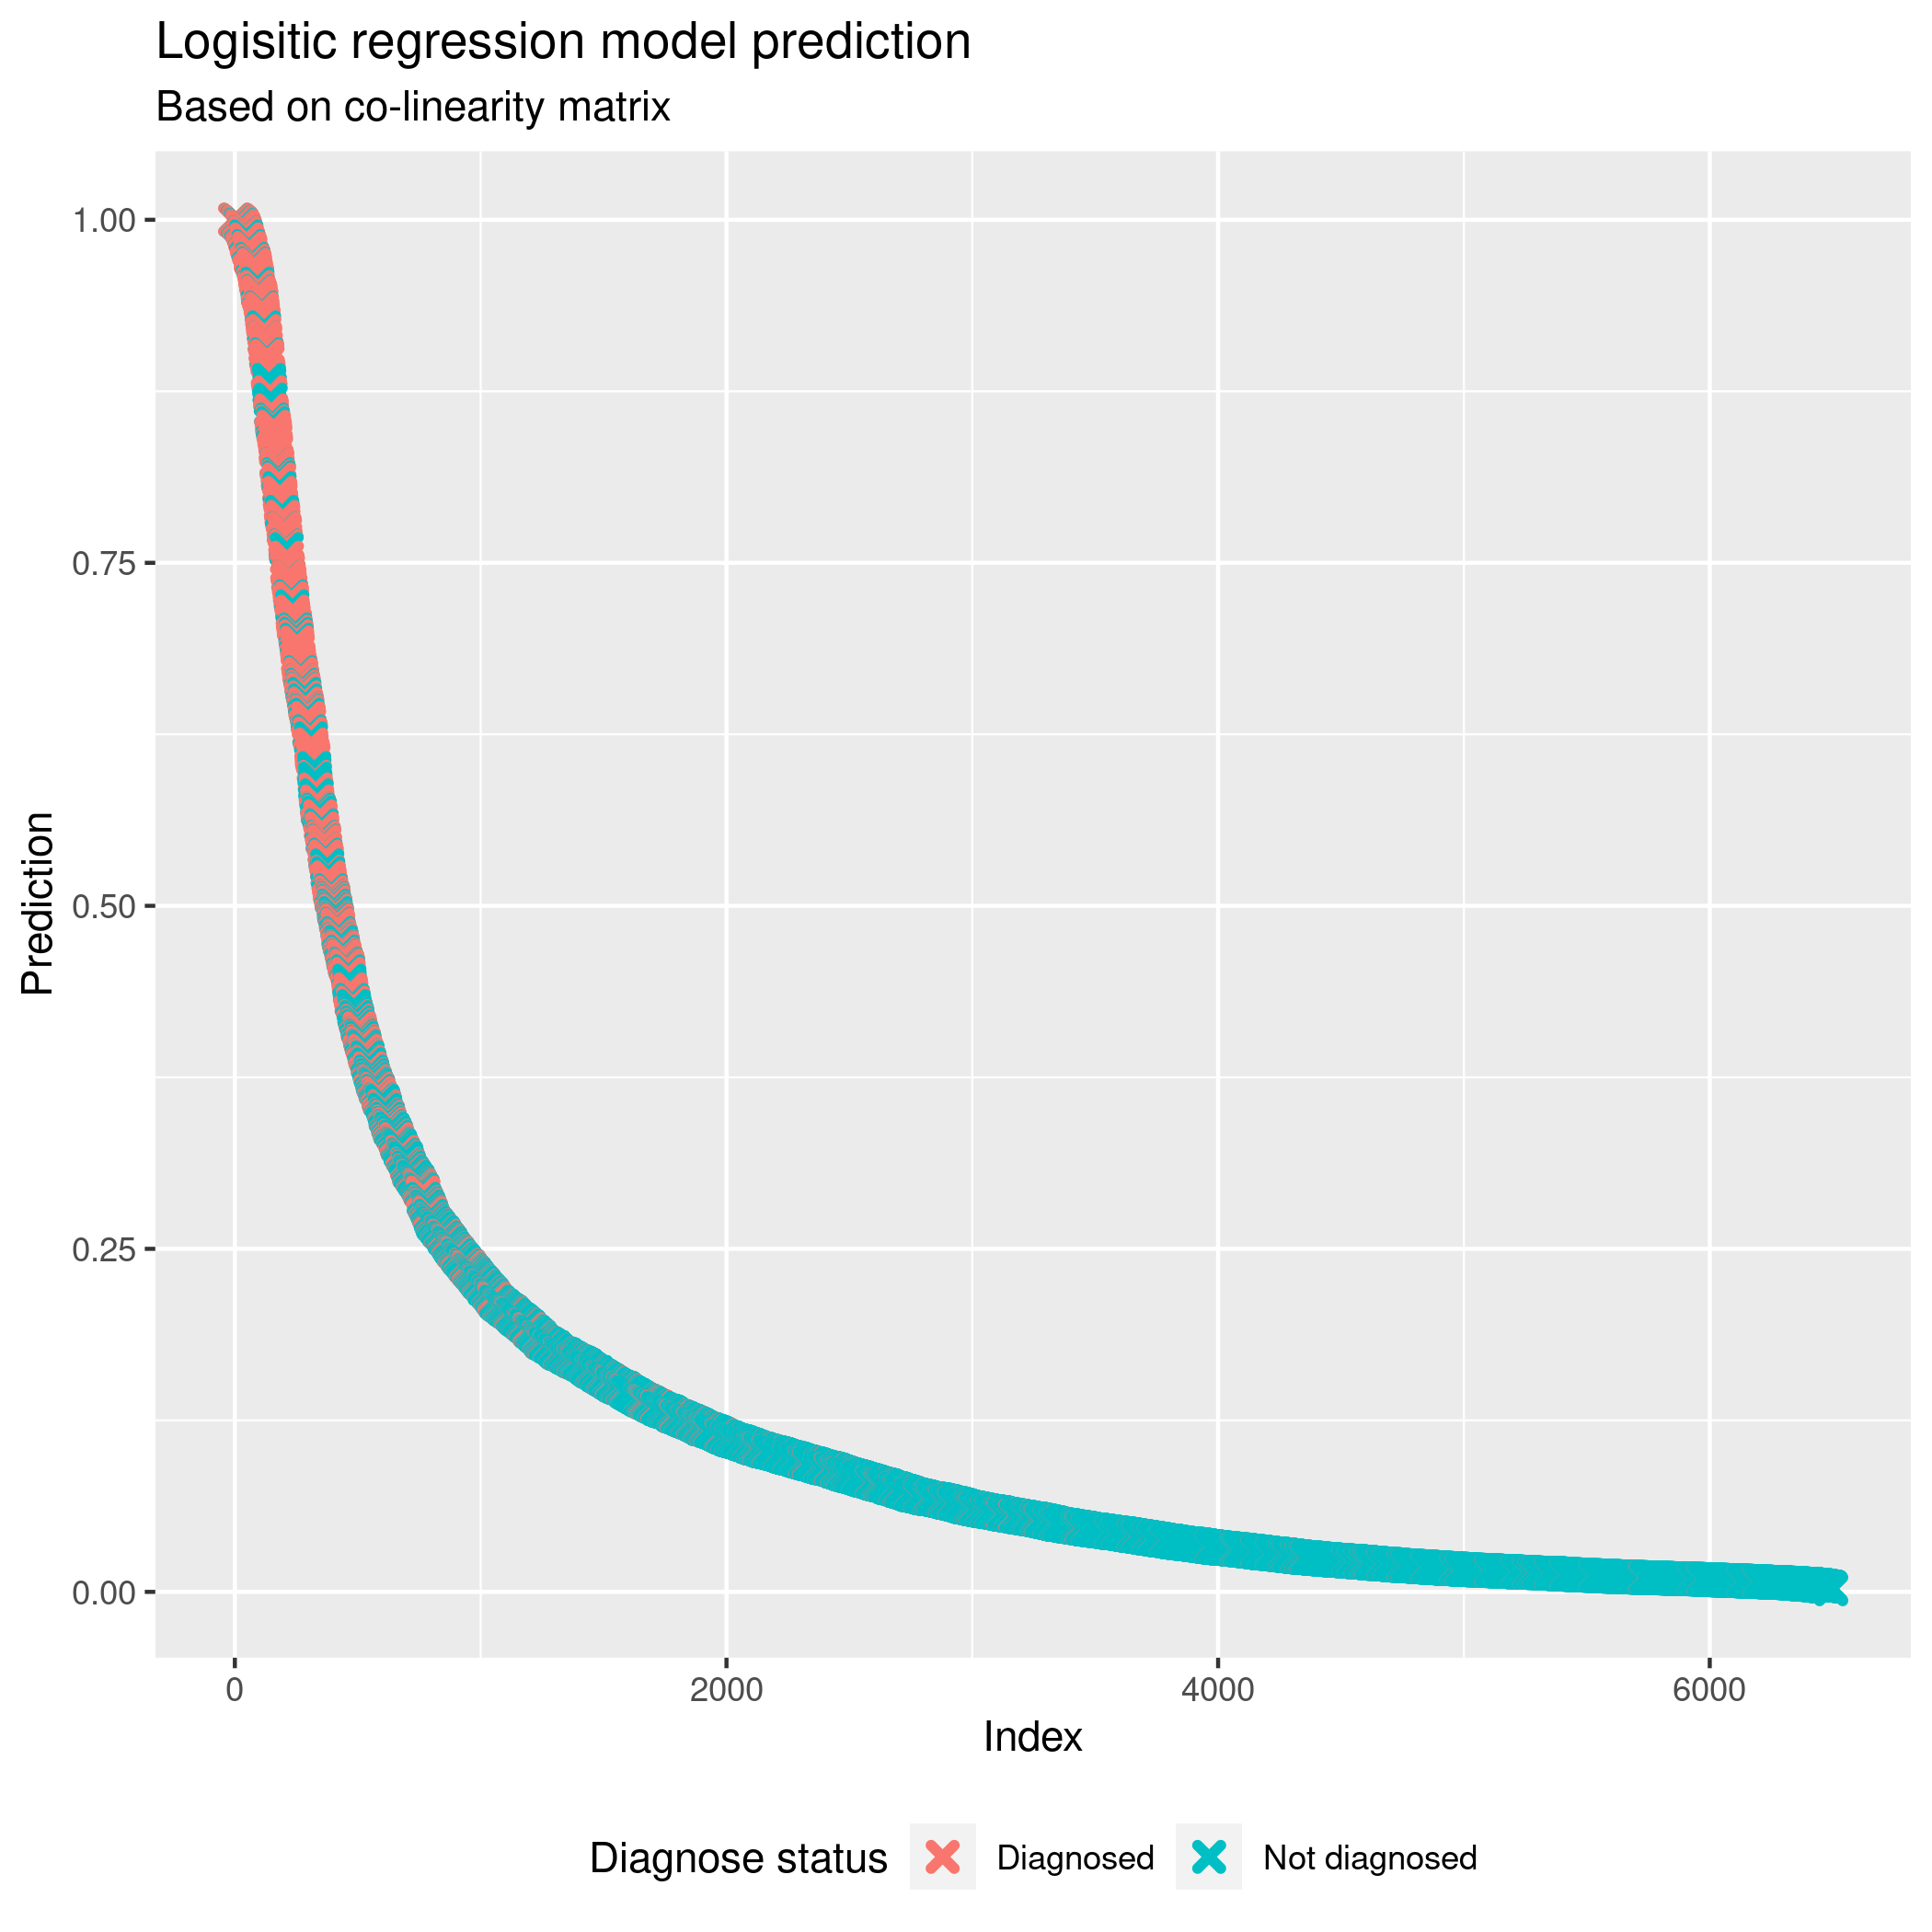 Logisitic regression model prediction
Based on co-linearity matrix
1.00
0.75
0.50
0.25
0.00
Prediction
0 2000 4000 6000
Index
Diagnose status Diagnosed Not diagnosed